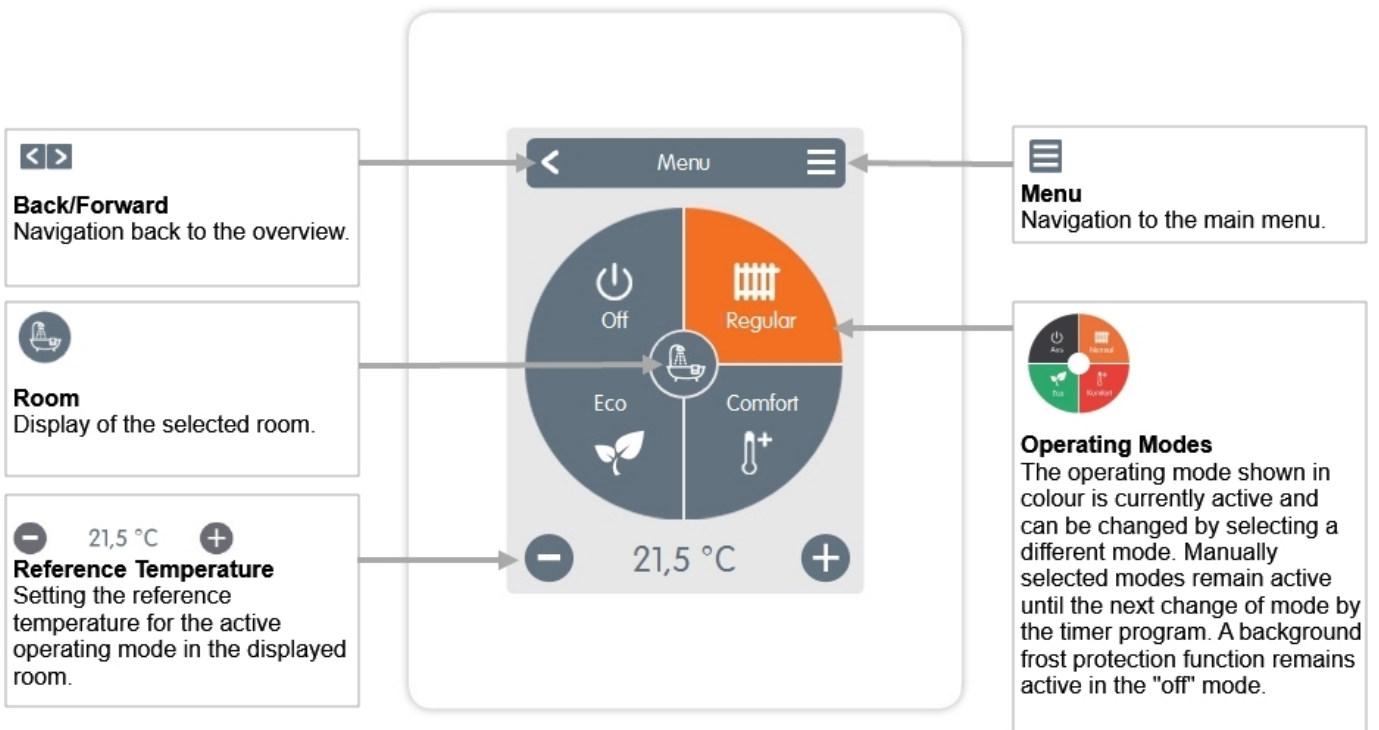 Back/Forward
Navigation back to the overview.
Room
Display of the selected room.
21,5 °C
Reference Temperature
Setting the reference
temperature for the active
operating mode in the displayed
room.
Menu
Off
Regular
Eco
Comfort
21,5 °C
Menu
Navigation to the main menu.
Aus
Normal
Eco
Komfort
Operating Modes
The operating mode shown in
colour is currently active and
can be changed by selecting a
different mode. Manually
selected modes remain active
until the next change of mode by
the timer program. A background
frost protection function remains
active in the "off" mode.